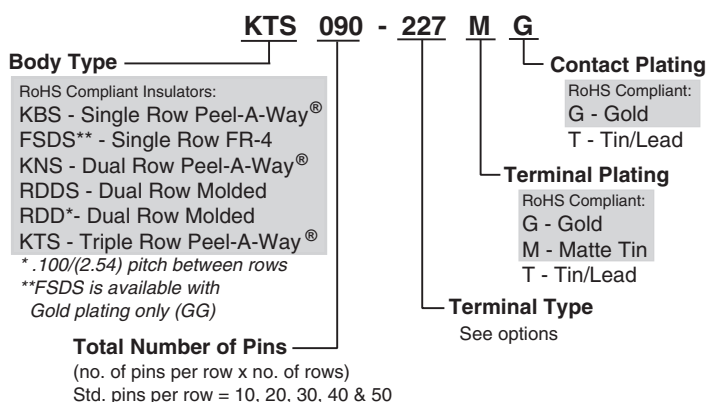 KTS 090 - 227 M G
Body Type
RoHS Compliant Insulators:
KBS - Single Row Peel-A-Way®
FSDS** - Single Row FR-4
KNS - Dual Row Peel-A-Way®
RDDS - Dual Row Molded
RDD*- Dual Row Molded
KTS - Triple Row Peel-A-Way®
* .100/(2.54) pitch between rows
**FSDS is available with
Gold plating only (GG)
Total Number of Pins
(no. of pins per row x no. of rows)
Std. pins per row = 10, 20, 30, 40 & 50
Contact Plating
RoHS Compliant:
G - Gold
T - Tin/Lead
Terminal Plating
RoHS Compliant:
G - Gold
M - Matte Tin
T - Tin/Lead
Terminal Type
See options